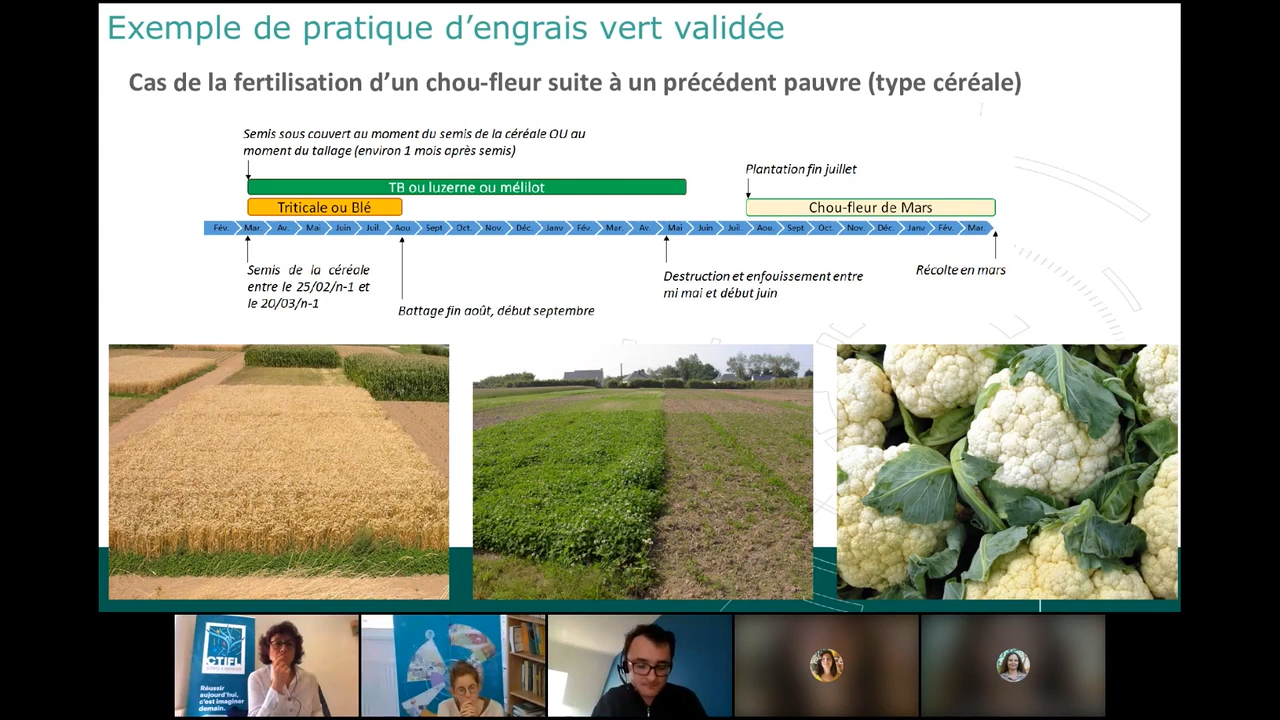 Exemple de pratique d'engrais vert validée
Cas de la fertilisation d'un chou-fleur suite à un précédent pauvre (type céréale)
Semis sous couvert au moment du semis de la céréale OU au
moment du tallage (environ 1 mois après semis)
Plantation fin juillet
TB ou luzerne ou mélilot
Triticale ou Blé
Chou-fleur de Mars
Fév. Mar. Av. Mai Juin Juil. Aou. Sept Oct. Nov. Déc. Janv Fév. Mar. Av. Mai Juin Juil. Aou. Sept Oct. Nov. Déc. Janv Fév. Mar.
Semis de la céréale
entre le 25/02/n-1 et
le 20/03/n-1
Battage fin août, début septembre
Destruction et enfouissement entre
mi mai et début juin
Récolte en mars
CTIFL
Réussir
aujourd'hui,
c'est imaginer
demain.